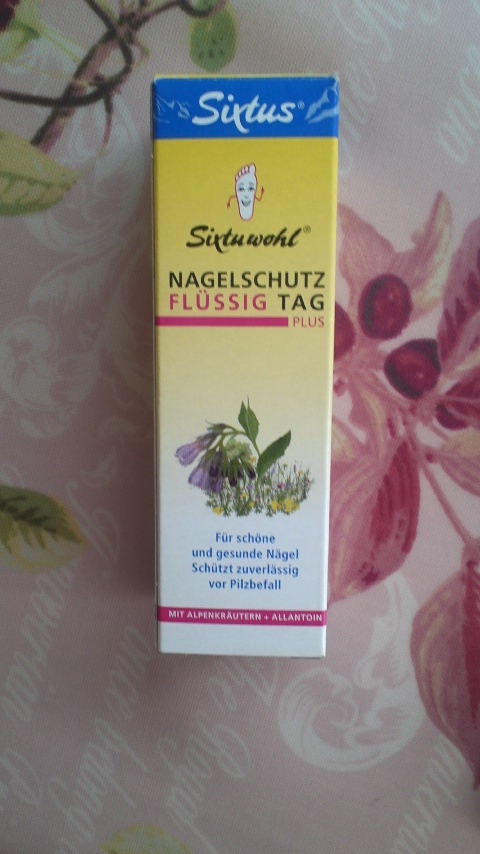 Sixtus®
Sixtuwohl®
NAGELSCHUTZ
FLÜSSIG TAG
PLUS
Für schöne
und gesunde Nägel
Schützt zuverlässig
vor Pilzbefall
MIT ALPENKRÄUTERN + ALLANTOIN